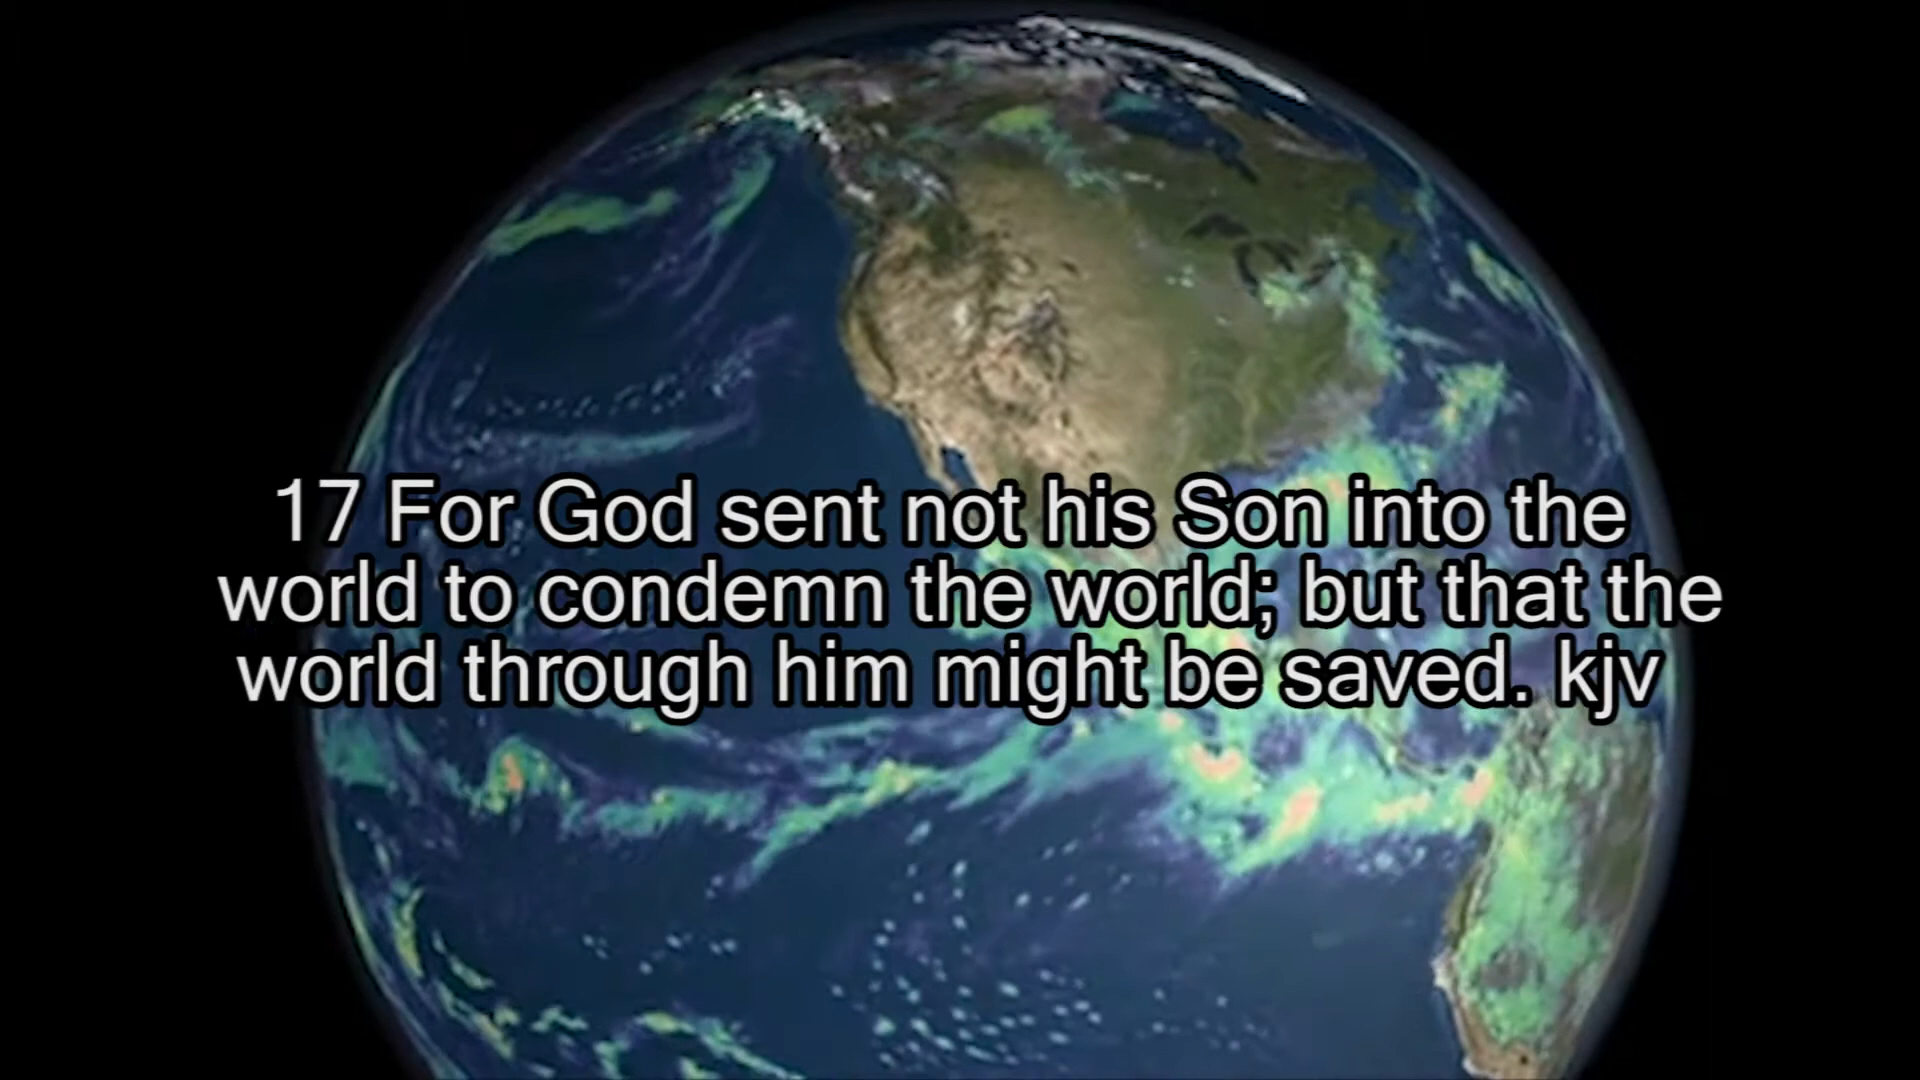 17 For God sent not his Son into the
world to condemn the world; but that the
world through him might be saved. kjv